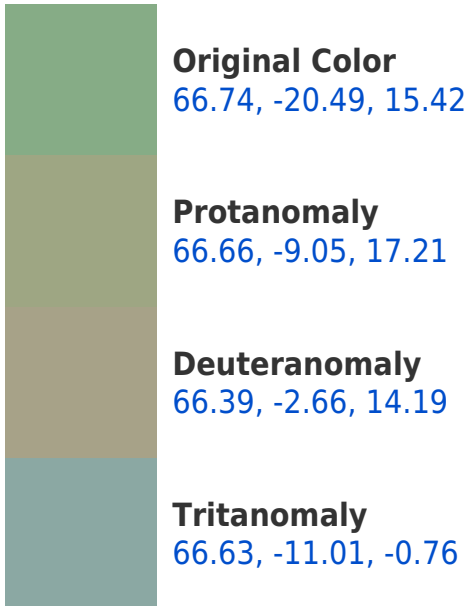 Original Color
66.74, -20.49, 15.42
Protanomaly
66.66, -9.05, 17.21
Deuteranomaly
66.39, -2.66, 14.19
Tritanomaly
66.63, -11.01, -0.76